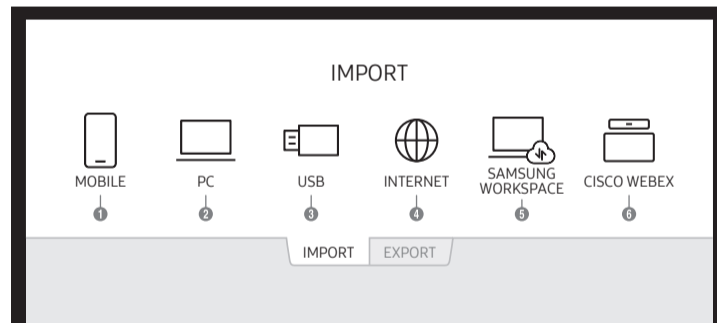 IMPORT
MOBILE
PC
USB
INTERNET
SAMSUNG
WORKSPACE
CISCO WEBEX
1
2
3
4
5
6
IMPORT
EXPORT